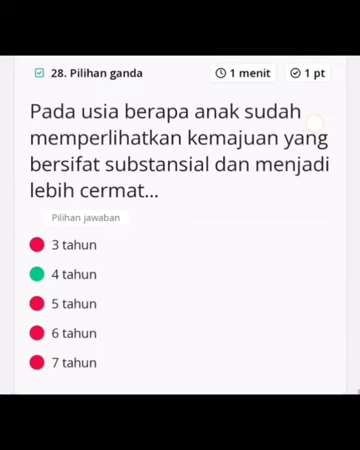 28. Pilihan ganda
1 menit
1 pt
Pada usia berapa anak sudah
memperlihatkan kemajuan yang
bersifat substansial dan menjadi
lebih cermat...
Pilihan jawaban
3 tahun
4 tahun
5 tahun
6 tahun
7 tahun